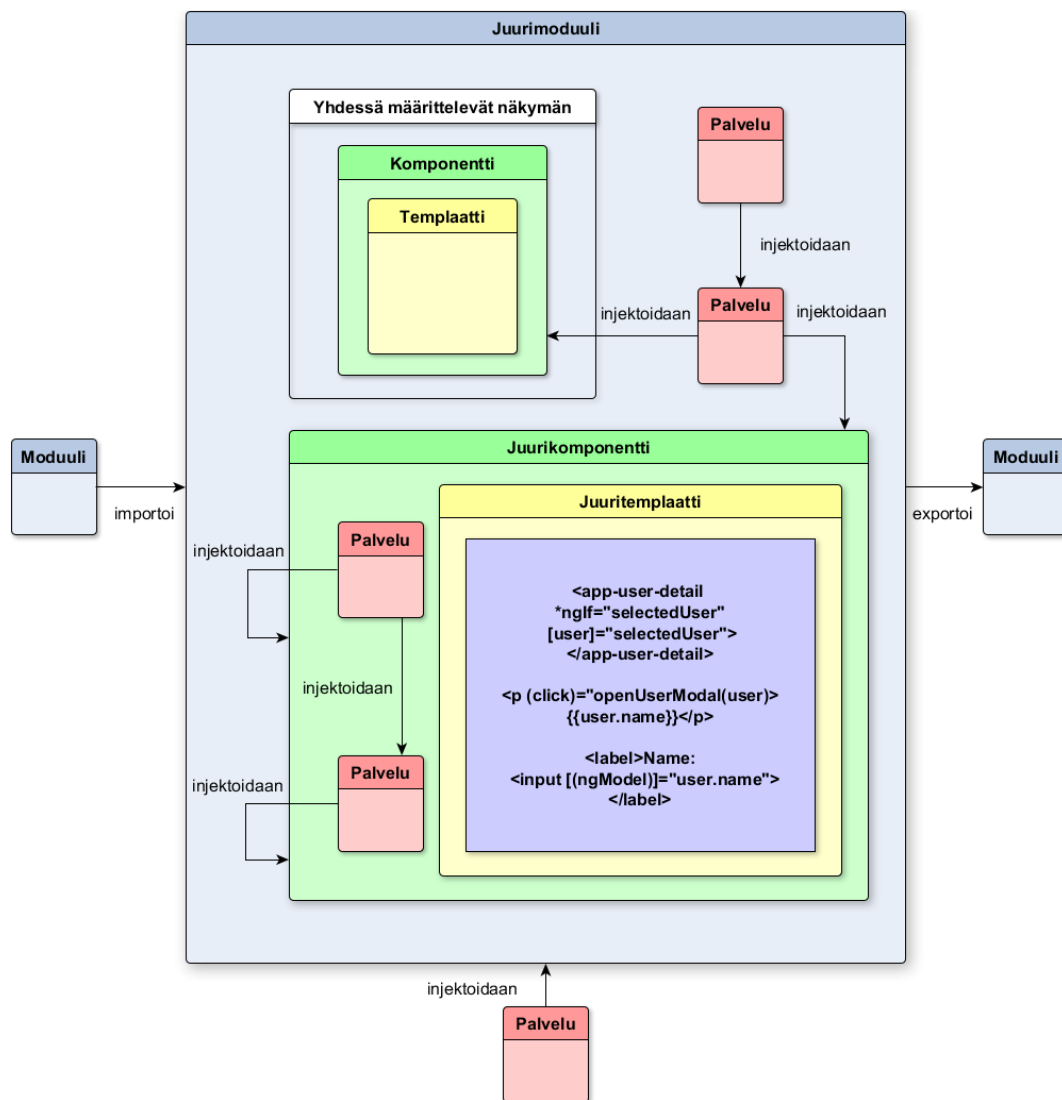 Juurimoduuli
Yhdessä määrittelevät näkymän
Komponentti
Templaatti
Palvelu
injektoidaan
Palvelu
injektoidaan
injektoidaan
Moduuli
importoi
Moduuli
exportoi
Juurikomponentti
Juuritemplaatti
Palvelu
injektoidaan
injektoidaan
Palvelu
injektoidaan
<app-user-detail
*ngIf="selectedUser"
[user]="selectedUser">
</app-user-detail>
<p (click)="openUserModal(user)>
{{user.name}}</p>
<label>Name:
<input [(ngModel)]="user.name">
</label>
injektoidaan
Palvelu